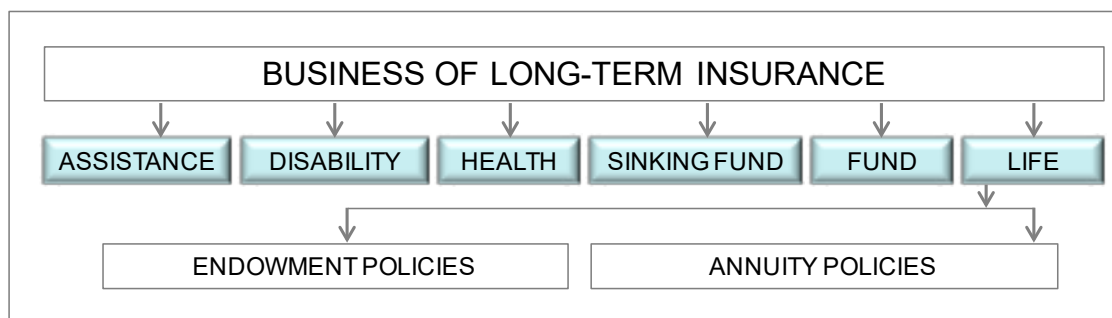 BUSINESS OF LONG-TERM INSURANCE
ASSISTANCE DISABILITY HEALTH SINKING FUND FUND LIFE
ENDOWMENT POLICIES ANNUITY POLICIES